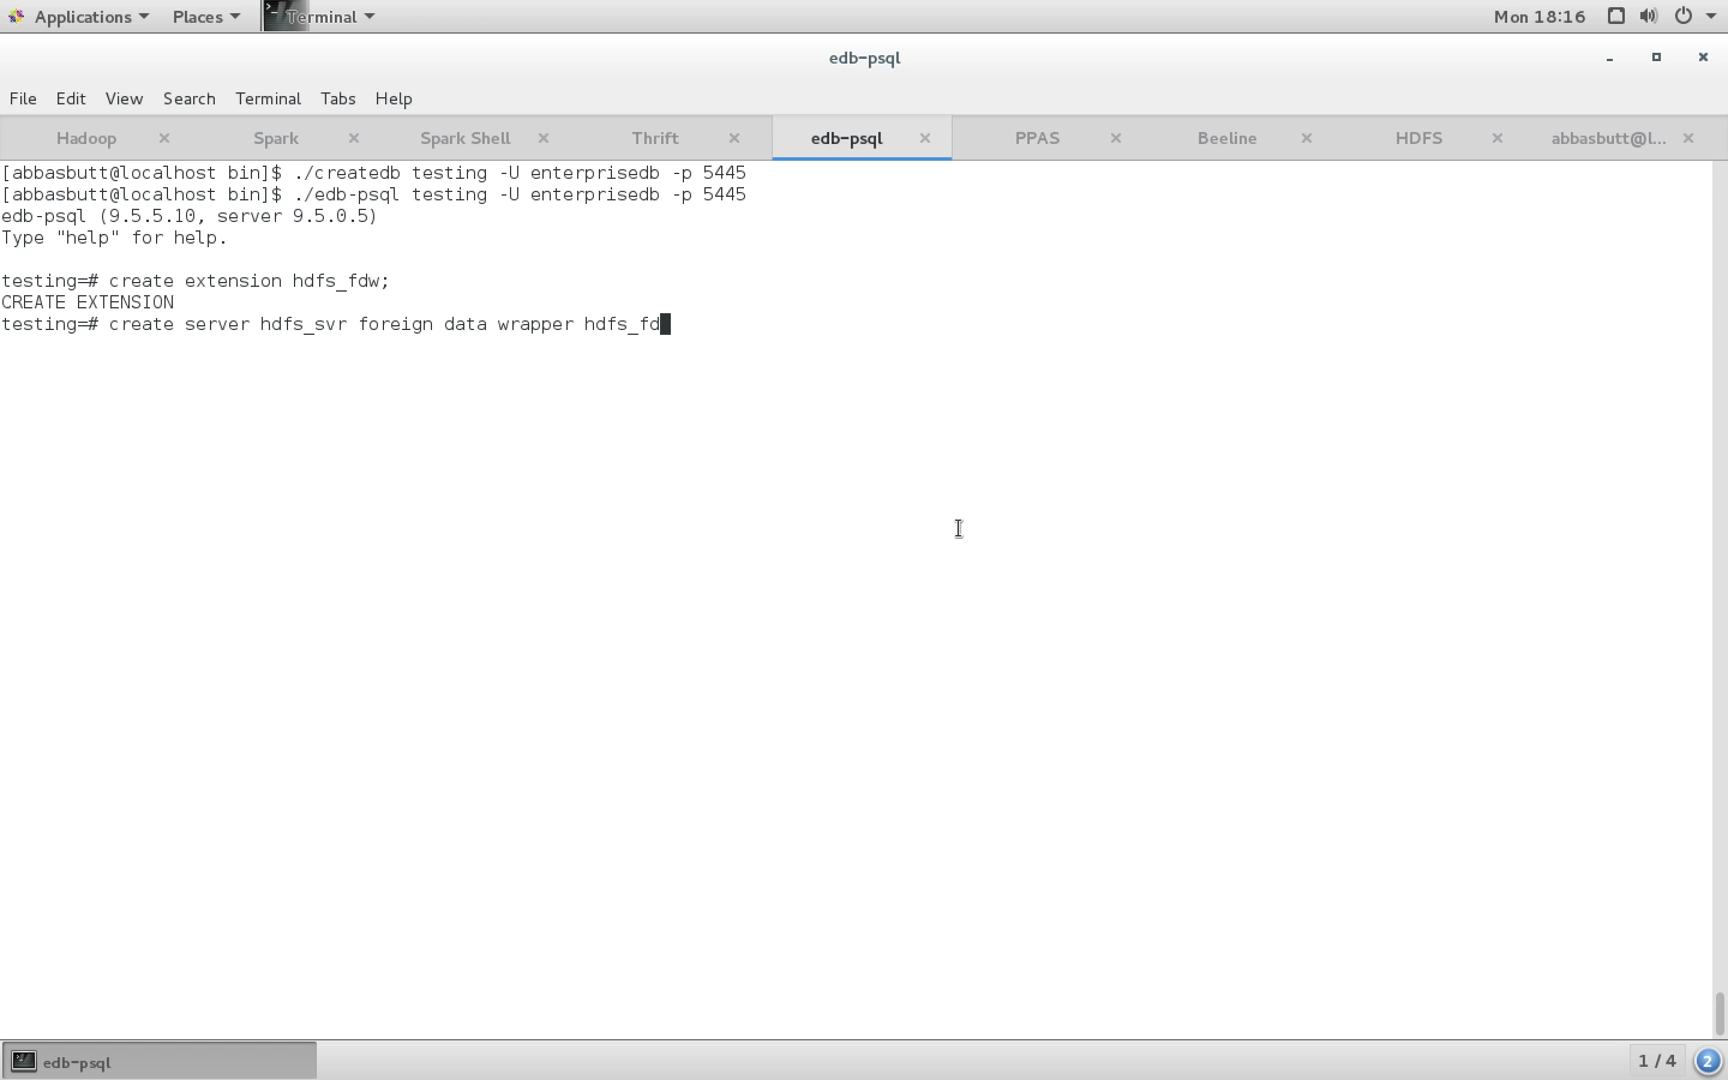 Applications Places Terminal Mon 18:16
edb-psql
File Edit View Search Terminal Tabs Help
Hadoop Spark Spark Shell Thrift edb-psql PPAS Beeline HDFS abbasbutt@l...
[abbasbutt@localhost bin]$ ./createdb testing -U enterprisedb -p 5445
[abbasbutt@localhost bin]$ ./edb-psql testing -U enterprisedb -p 5445
edb-psql (9.5.5.10, server 9.5.0.5)
Type "help" for help.
testing=# create extension hdfs_fdw;
CREATE EXTENSION
testing=# create server hdfs_svr foreign data wrapper hdfs_fd
edb-psql 1 / 4 2